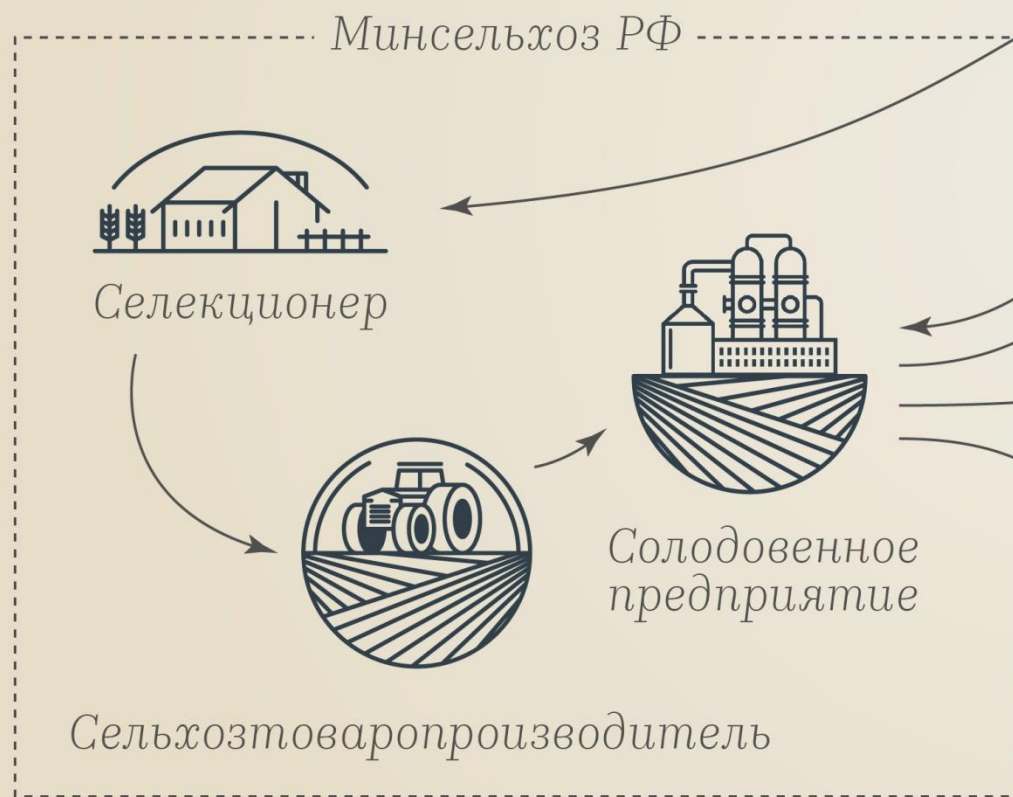 Минсельхоз РФ
Селекционер
Солодовенное
предприятие
Сельхозтоваропроизводитель